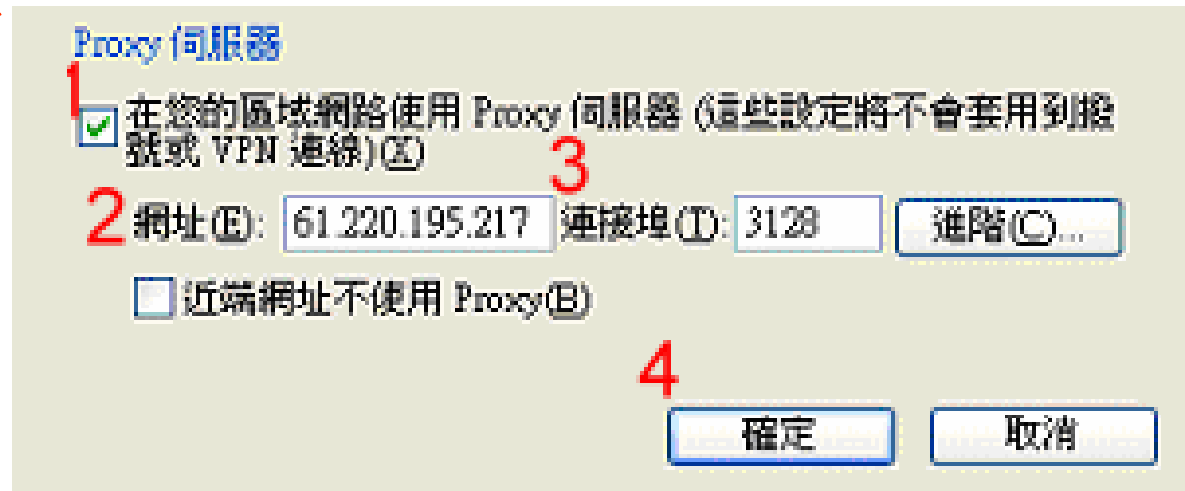 Proxy 伺服器
1
在您的區域網路使用 Proxy 伺服器 (這些設定將不會套用到撥
號或 VPN 連線)(X)
3
2 網址(E): 61.220.195.217 連接埠(T): 3128 進階(C)...
近端網址不使用 Proxy(B)
4
確定 取消